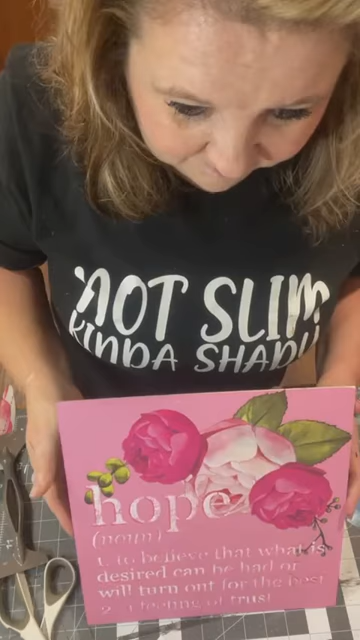 NOT SLIM
KINDA SHADY
hope
(noun)
1. to believe that what is
desired can be had or
will turn out for the best
2. a feeling of trust